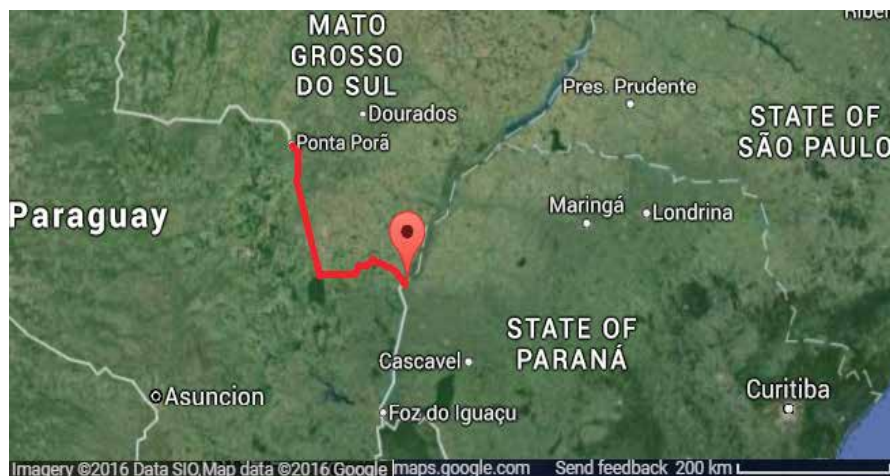 Ribei
MATO
GROSSO
DO SUL
Dourados
Pres. Prudente
STATE OF
SÃO PAULO
Ponta Porã
Paraguay
Maringá
Londrina
STATE OF
PARANÁ
Cascavel
Asuncion
Foz do Iguaçu
Curitiba
Imagery ©2016 Data SIO,Map data ©2016 Google maps.google.com Send feedback 200 km